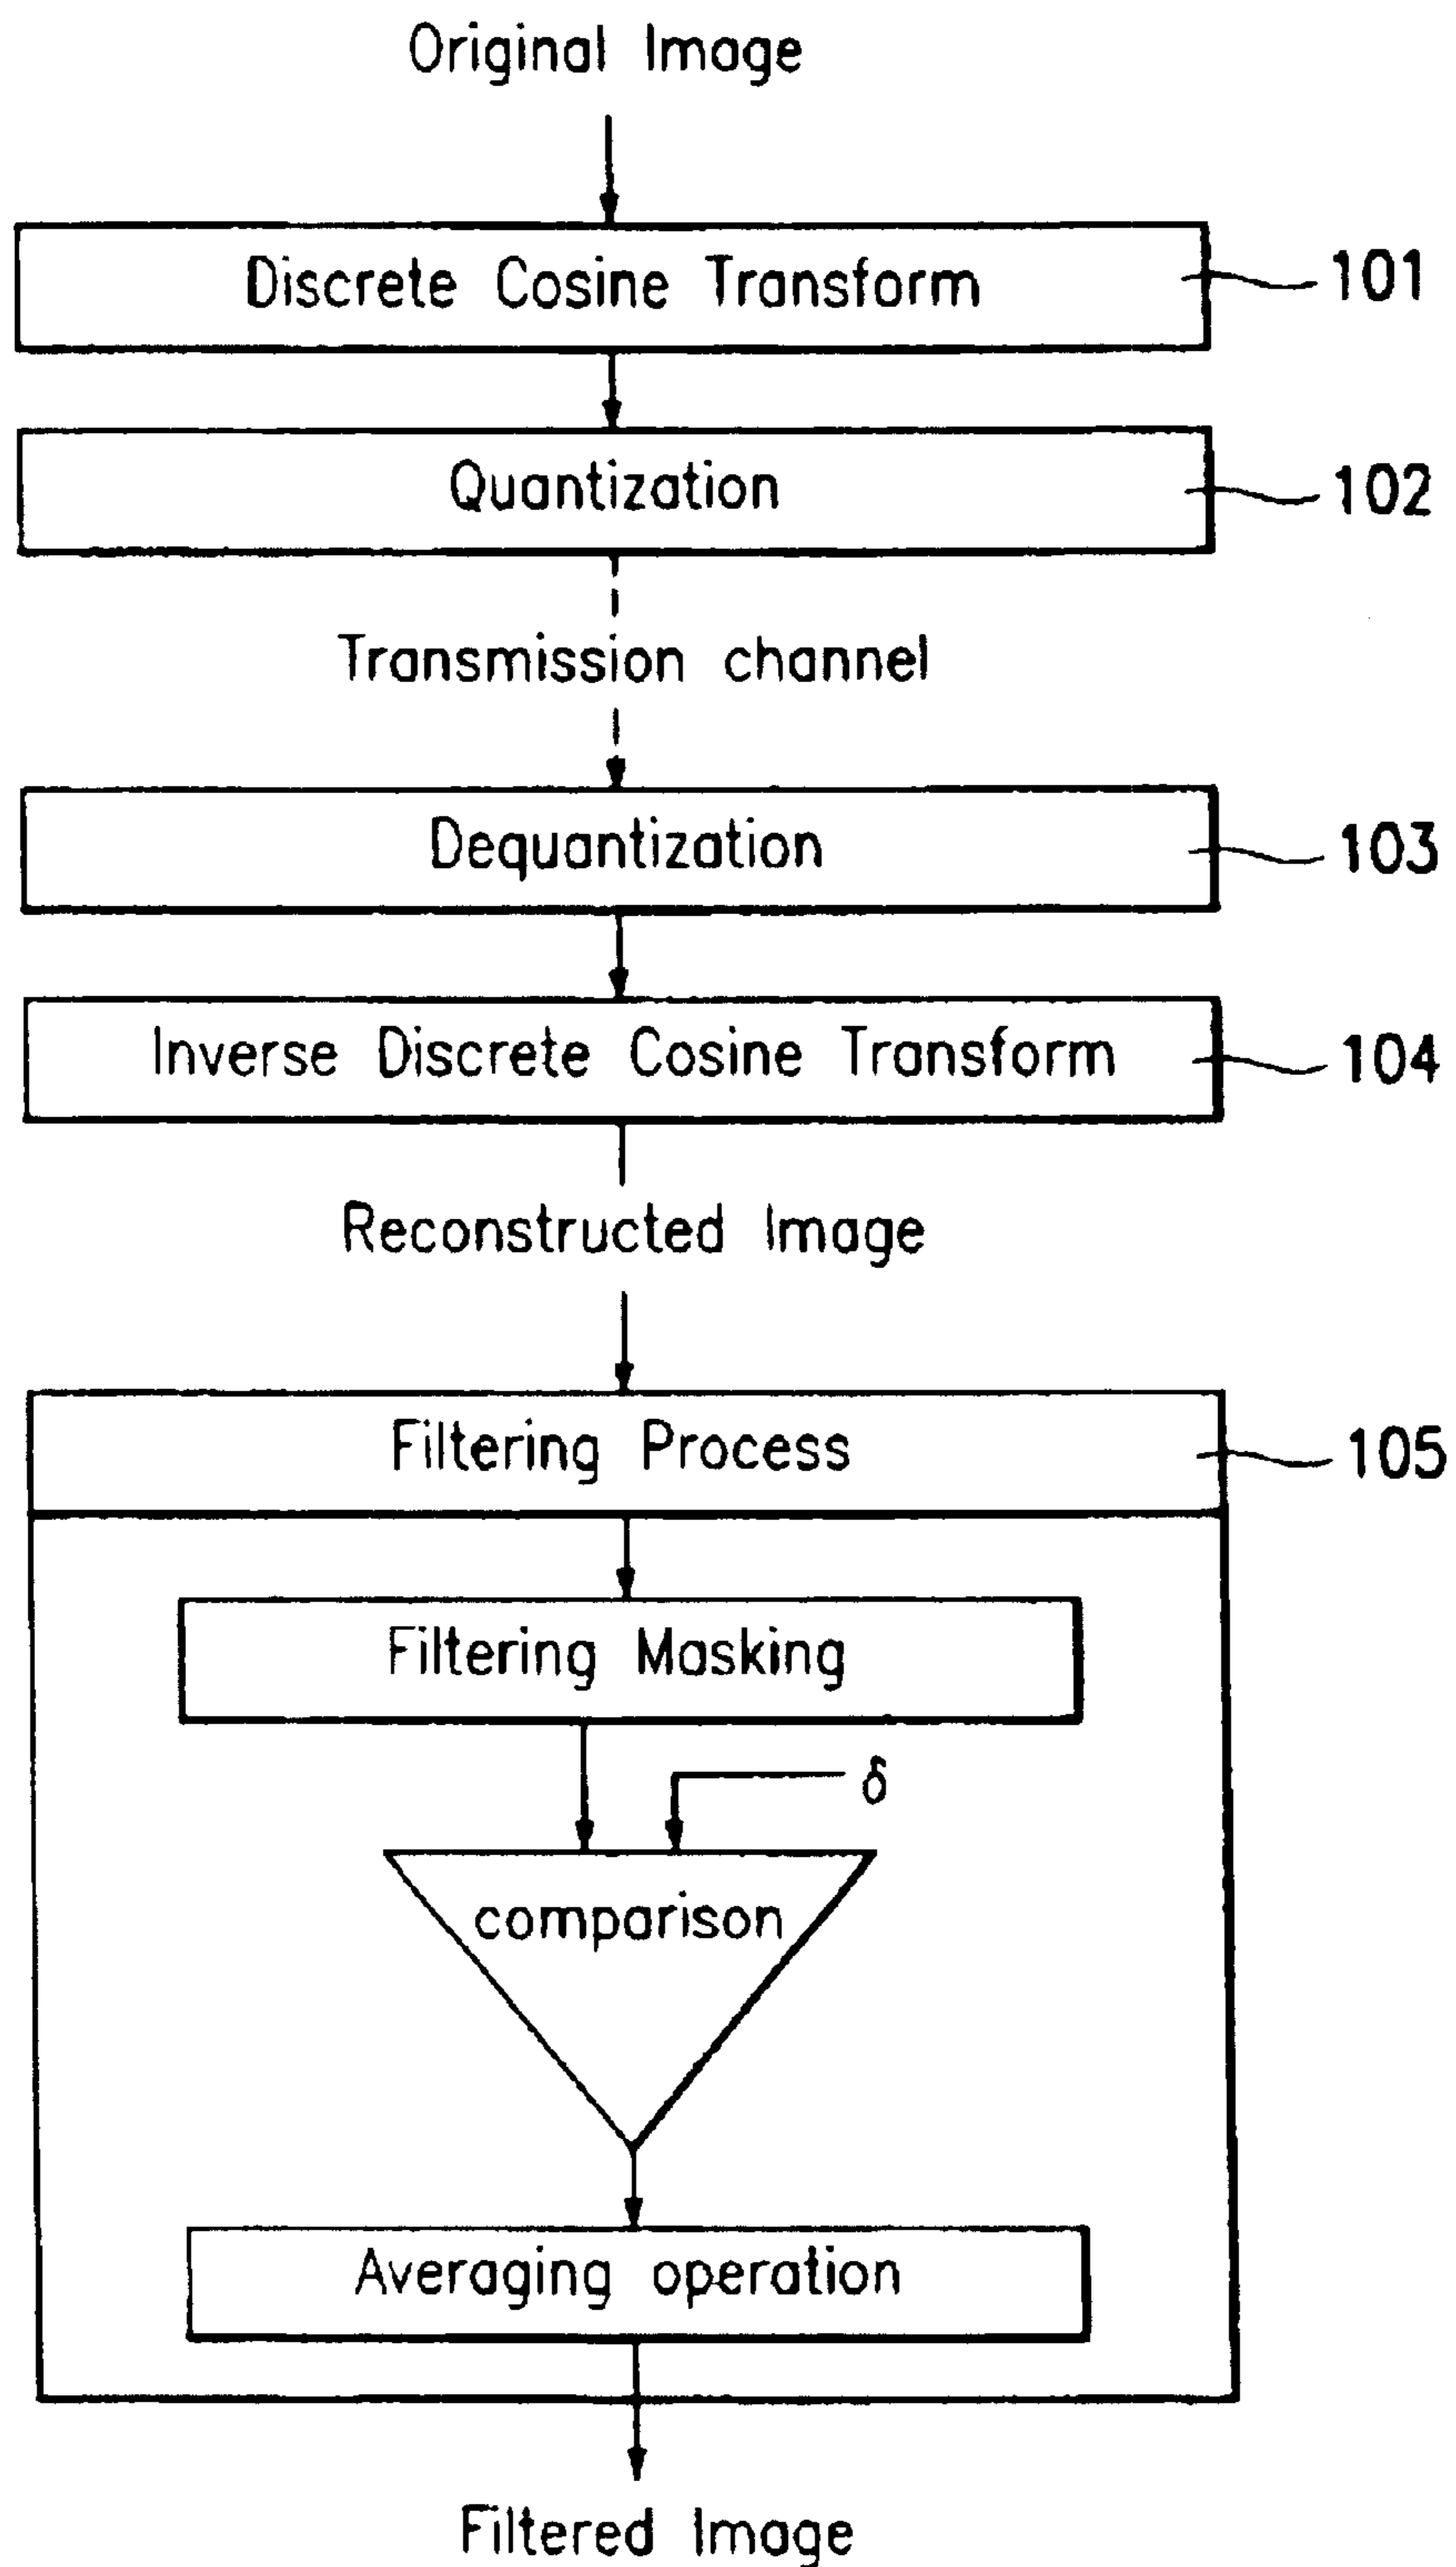 Original Image
Discrete Cosine Transform 101
Quantization 102
Transmission channel
Dequantization 103
Inverse Discrete Cosine Transform 104
Reconstructed Image
Filtering Process 105
Filtering Masking
δ
comparison
Averaging operation
Filtered Image